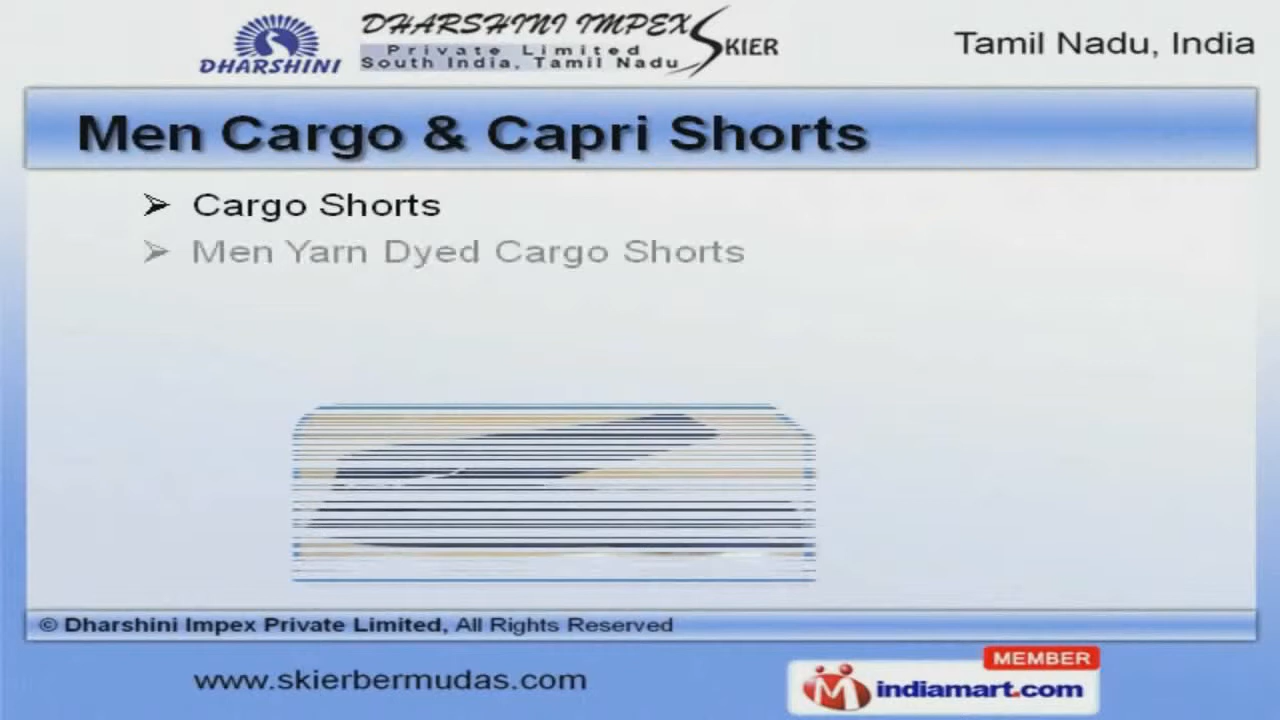 DHARSHINI
DHARSHINI IMPEX
Private Limited
South India, Tamil Nadu
SKIER
Tamil Nadu, India
Men Cargo & Capri Shorts
➢ Cargo Shorts
➢ Men Yarn Dyed Cargo Shorts
© Dharshini Impex Private Limited, All Rights Reserved
www.skierbermudas.com
MEMBER
indiamart.com